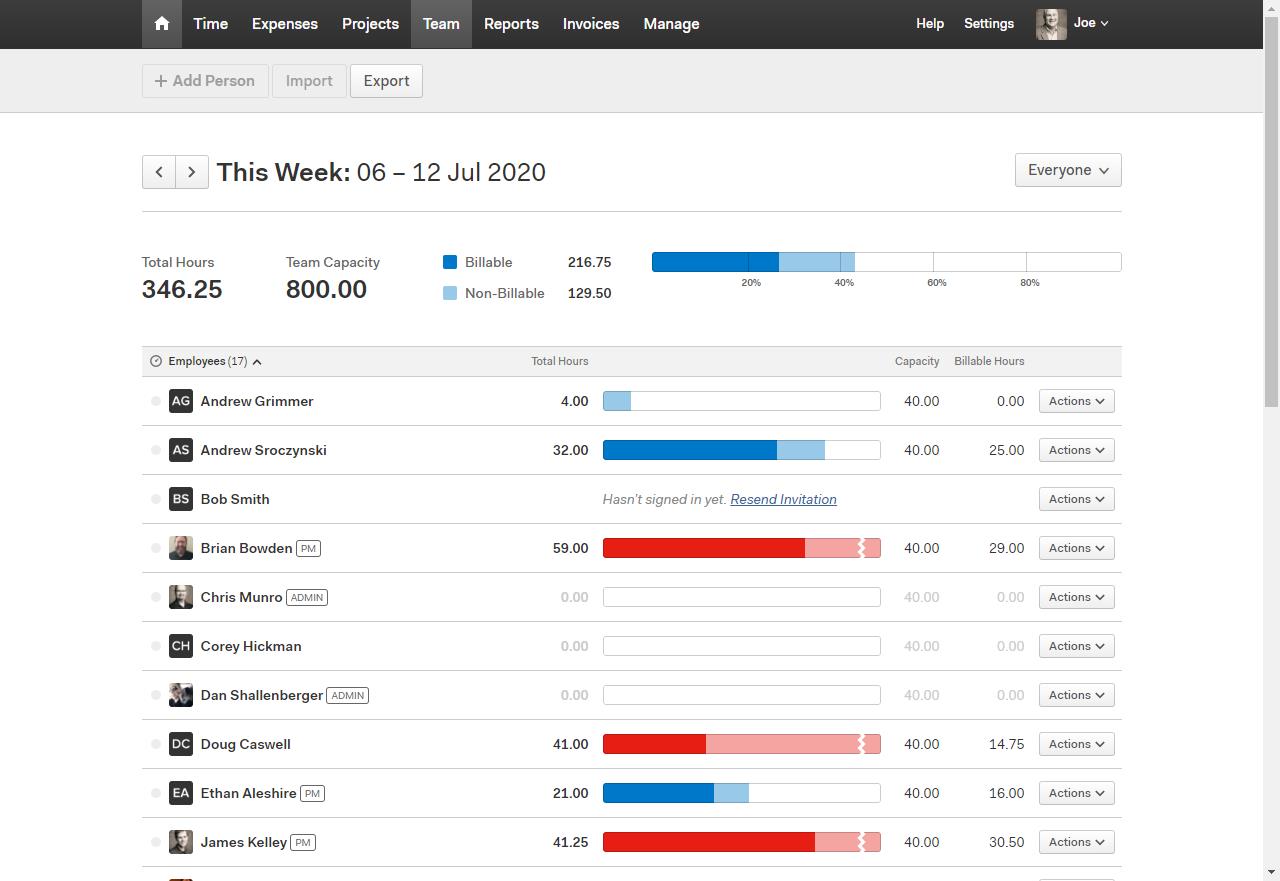 Time Expenses Projects Team Reports Invoices Manage Help Settings Joe
+ Add Person Import Export
This Week: 06 – 12 Jul 2020 Everyone
Total Hours Team Capacity Billable 216.75
346.25 800.00 Non-Billable 129.50
20% 40% 60% 80%
Employees (17) Total Hours Capacity Billable Hours
AG Andrew Grimmer 4.00 40.00 0.00 Actions
AS Andrew Sroczynski 32.00 40.00 25.00 Actions
BS Bob Smith Hasn't signed in yet. Resend Invitation Actions
Brian Bowden PM 59.00 40.00 29.00 Actions
Chris Munro ADMIN 0.00 40.00 0.00 Actions
CH Corey Hickman 0.00 40.00 0.00 Actions
Dan Shallenberger ADMIN 0.00 40.00 0.00 Actions
DC Doug Caswell 41.00 40.00 14.75 Actions
EA Ethan Aleshire PM 21.00 40.00 16.00 Actions
James Kelley PM 41.25 40.00 30.50 Actions